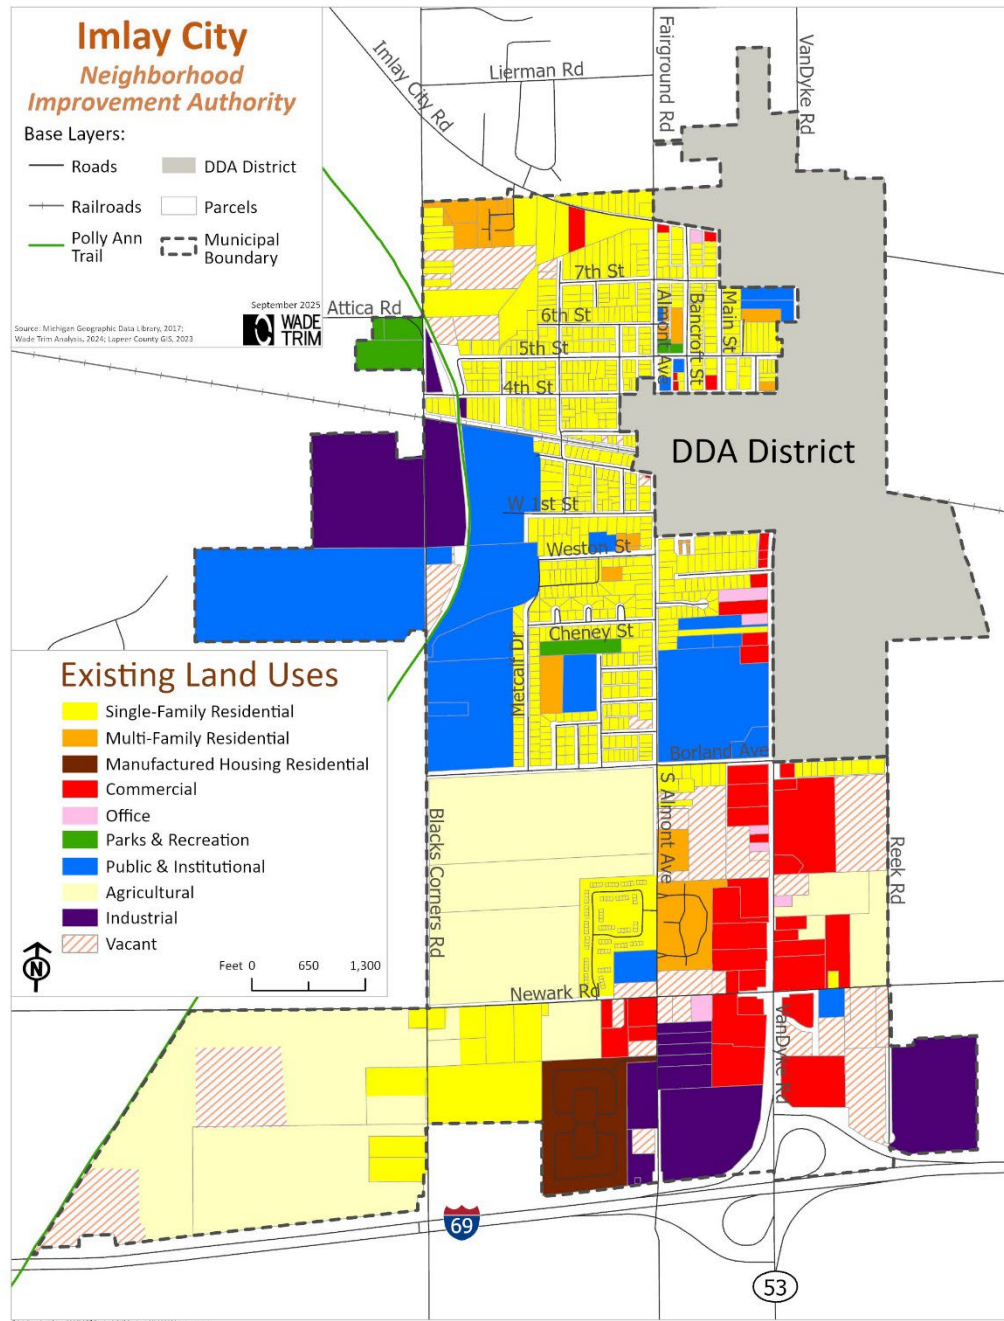 Imlay City
Neighborhood
Improvement Authority
Base Layers:
Roads
DDA District
Railroads
Parcels
Polly Ann
Trail
Municipal
Boundary
September 2025
Source: Michigan Geographic Data Library, 2017;
Wade Trim Analysis, 2024; Lapeer County GIS, 2023
WADE
TRIM
Imlay City Rd
Lierman Rd
Fairground Rd
VanDyke Rd
Attica Rd
7th St
6th St
5th St
4th St
Almont Ave
Bancroft St
Main St
DDA District
W 1st St
Weston St
Cheney St
Metcalf Dr
Borland Ave
Existing Land Uses
Single-Family Residential
Multi-Family Residential
Manufactured Housing Residential
Commercial
Office
Parks & Recreation
Public & Institutional
Agricultural
Industrial
Vacant
N
Feet 0 650 1,300
Blacks Corners Rd
S Almont Ave
Reek Rd
Newark Rd
VanDyke Rd
69
53